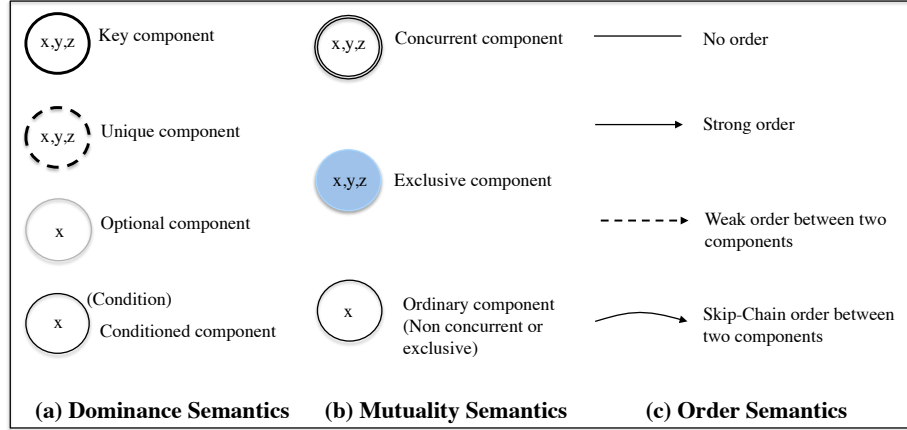 x,y,z
Key component
x,y,z
Unique component
x
Optional component
(Condition)
x
Conditioned component
(a) Dominance Semantics
x,y,z
Concurrent component
x,y,z
Exclusive component
x
Ordinary component
(Non concurrent or
exclusive)
(b) Mutuality Semantics
No order
Strong order
Weak order between two
components
Skip-Chain order between
two components
(c) Order Semantics